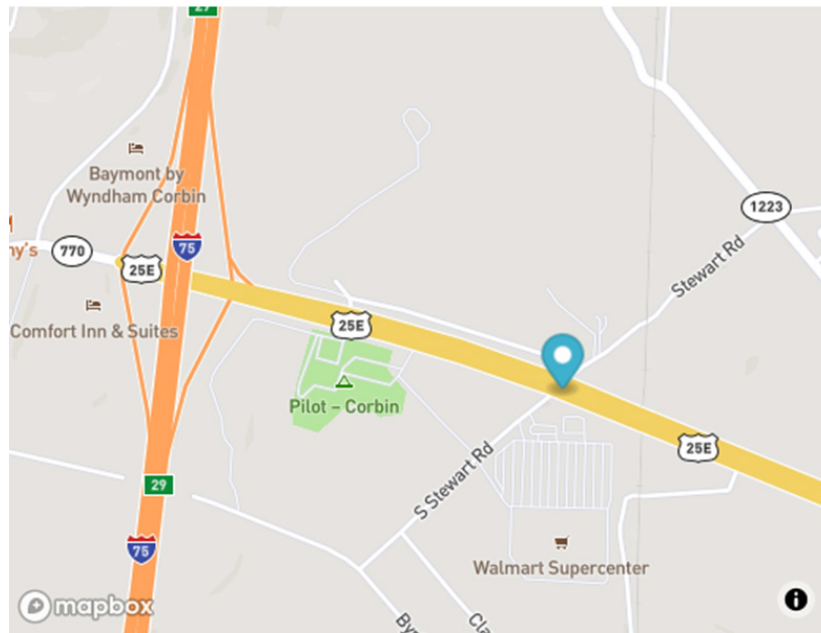 29
Baymont by
Wyndham Corbin
1223
ny's
770
25E
75
Stewart Rd
Comfort Inn & Suites
25E
Pilot – Corbin
25E
S Stewart Rd
29
75
Walmart Supercenter
mapbox
i